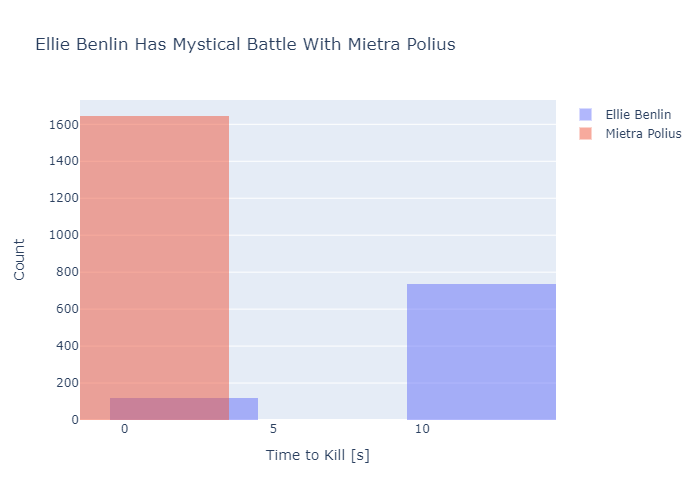 Ellie Benlin Has Mystical Battle With Mietra Polius
Ellie Benlin
Mietra Polius
1600
1400
1200
1000
800
600
400
200
0
Count
0 5 10
Time to Kill [s]